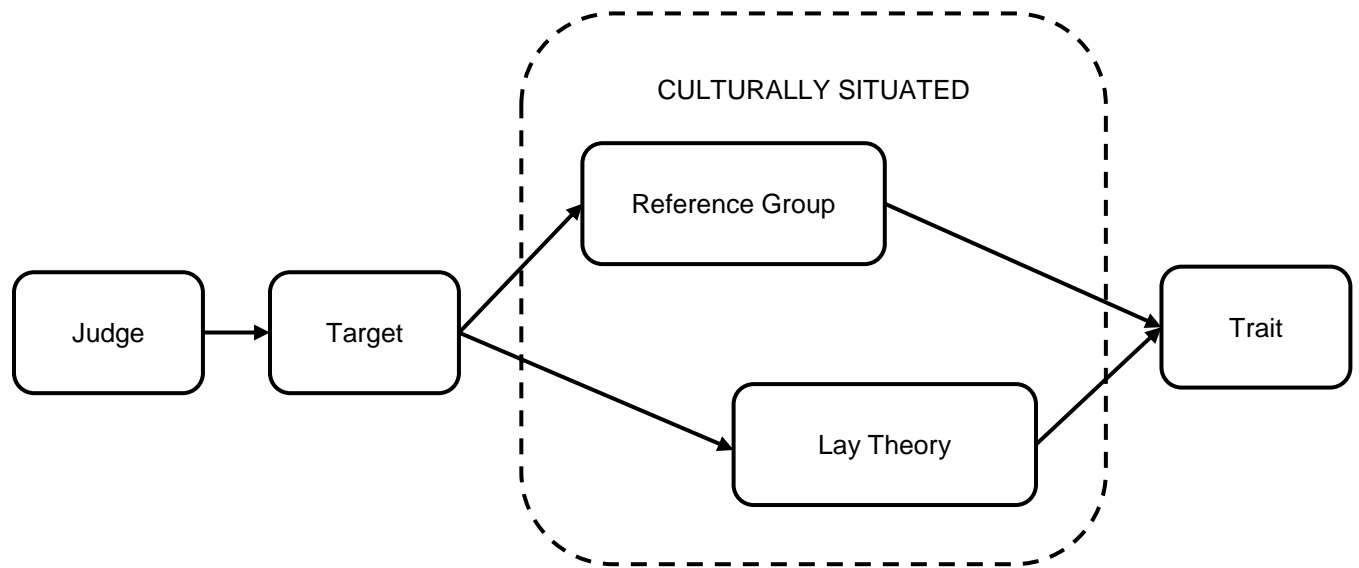 CULTURALLY SITUATED
Reference Group
Judge
Target
Trait
Lay Theory